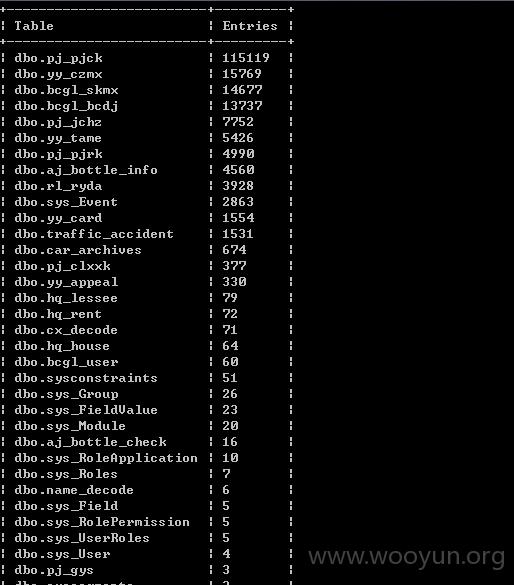 Table | Entries
dbo.pj_pjck | 115119
dbo.yy_czmx | 15769
dbo.bcgl_skmx | 14677
dbo.bcgl_bcdj | 13737
dbo.pj_jchz | 7752
dbo.yy_tame | 5426
dbo.pj_pjrk | 4990
dbo.aj_bottle_info | 4560
dbo.rl_ryda | 3928
dbo.sys_Event | 2863
dbo.yy_card | 1554
dbo.traffic_accident | 1531
dbo.car_archives | 674
dbo.pj_clxxk | 377
dbo.yy_appeal | 330
dbo.hq_lessee | 79
dbo.hq_rent | 72
dbo.cx_decode | 71
dbo.hq_house | 64
dbo.bcgl_user | 60
dbo.sysconstraints | 51
dbo.sys_Group | 26
dbo.sys_FieldValue | 23
dbo.sys_Module | 20
dbo.aj_bottle_check | 16
dbo.sys_RoleApplication | 10
dbo.sys_Roles | 7
dbo.name_decode | 6
dbo.sys_Field | 5
dbo.sys_RolePermission | 5
dbo.sys_UserRoles | 5
dbo.sys_User | 4
dbo.pj_gys | 3
www.wooyun.org